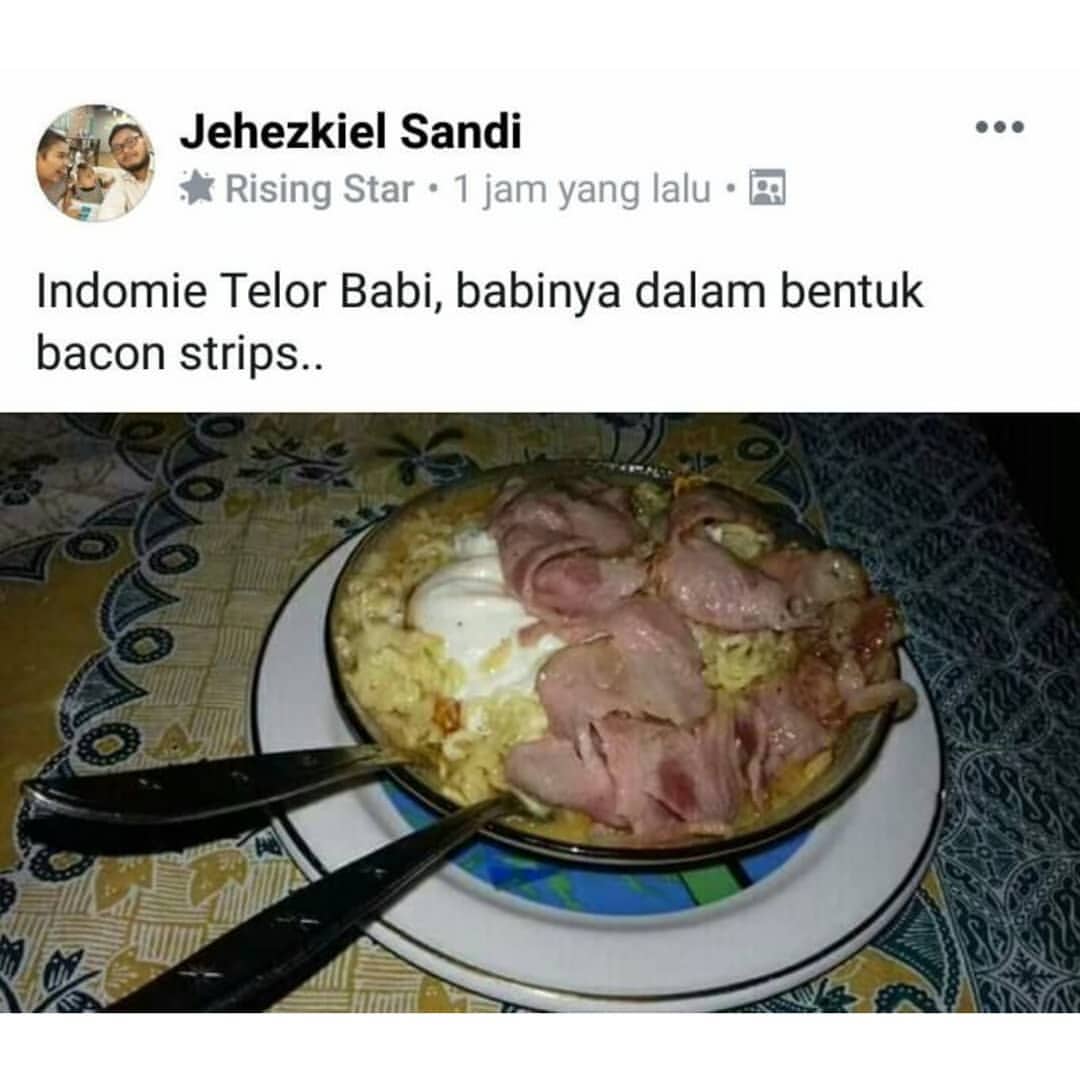 Jehezkiel Sandi
Rising Star • 1 jam yang lalu •
Indomie Telor Babi, babinya dalam bentuk
bacon strips..